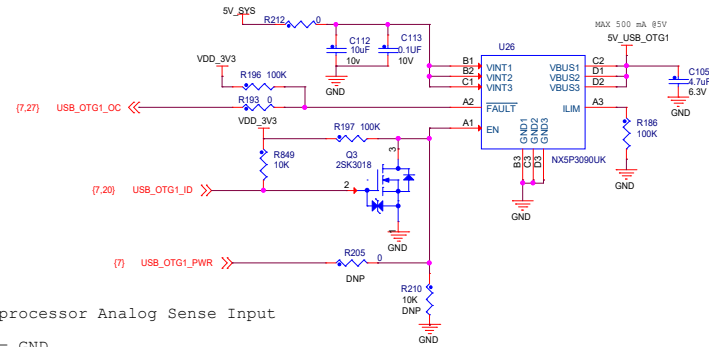 5V_SYS
R212 0
MAX 500 mA @5V
5V_USB_OTG1
C112
10uF
10v
C113
0.1UF
10V
U26
VDD_3V3
R196 100K
B1 VINT1 VBUS1 C2
B2 VINT2 VBUS2 D1
C1 VINT3 VBUS3 D2
C105
4.7uF
6.3V
GND
GND
{7,27} USB_OTG1_OC
R193 0
A2 FAULT ILIM A3
VDD_3V3
R197 100K
A1 EN
R186
100K
GND1
GND2
GND3
B3
C3
D3
NX5P3090UK
R849
10K
Q3
2SK3018
3
GND
GND
{7,20} USB_OTG1_ID
2
1
GND
{7} USB_OTG1_PWR
R205 0
DNP
R210
10K
DNP
processor Analog Sense Input
= GND
GND